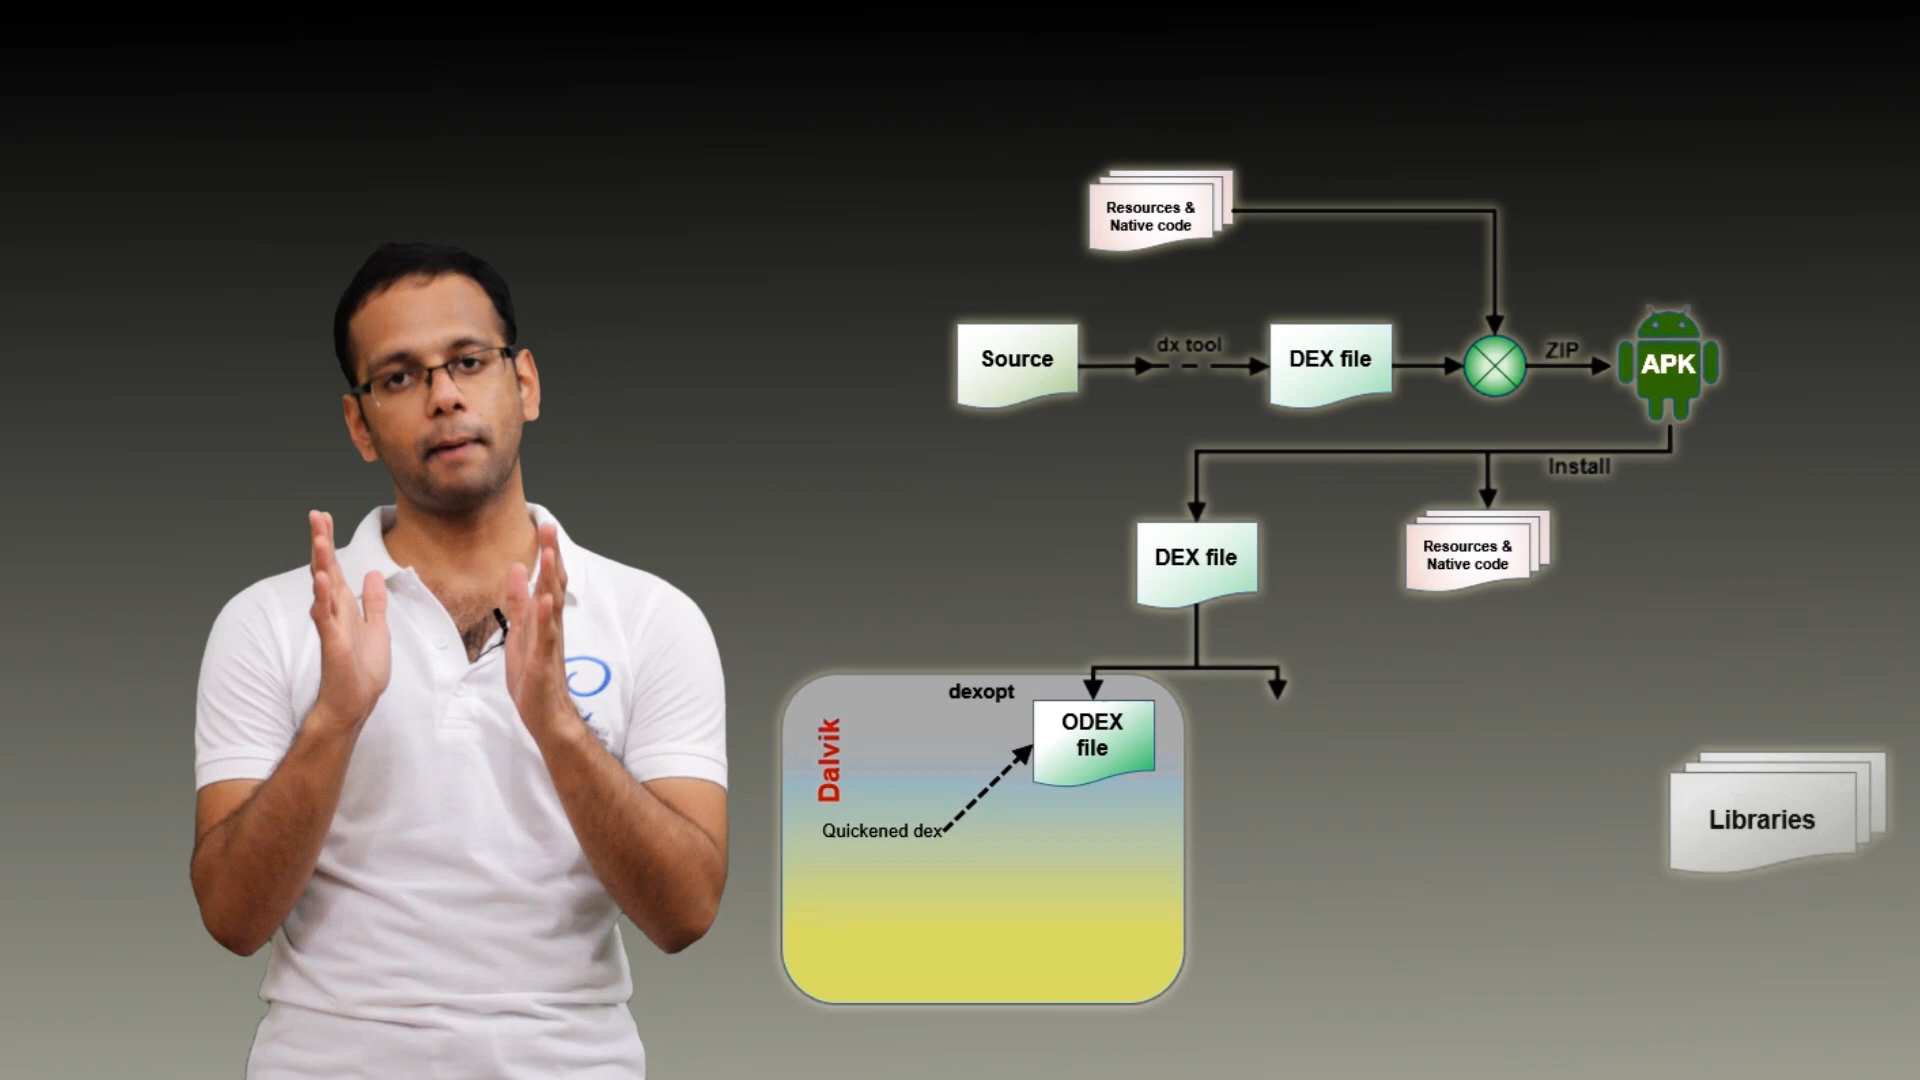 Resources &
Native code
Source
dx tool
DEX file
ZIP
APK
Install
DEX file
Resources &
Native code
dexopt
ODEX
file
Dalvik
Quickened dex
Libraries